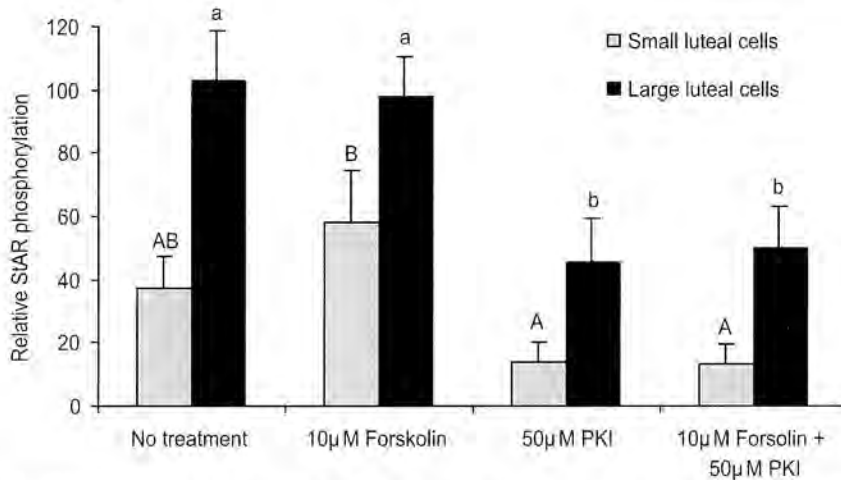 Relative StAR phosphorylation
120
100
80
60
40
20
0
a
AB
a
B
b
A
b
A
Small luteal cells
Large luteal cells
No treatment
10μM Forskolin
50μM PKI
10μM Forsolin +
50μM PKI